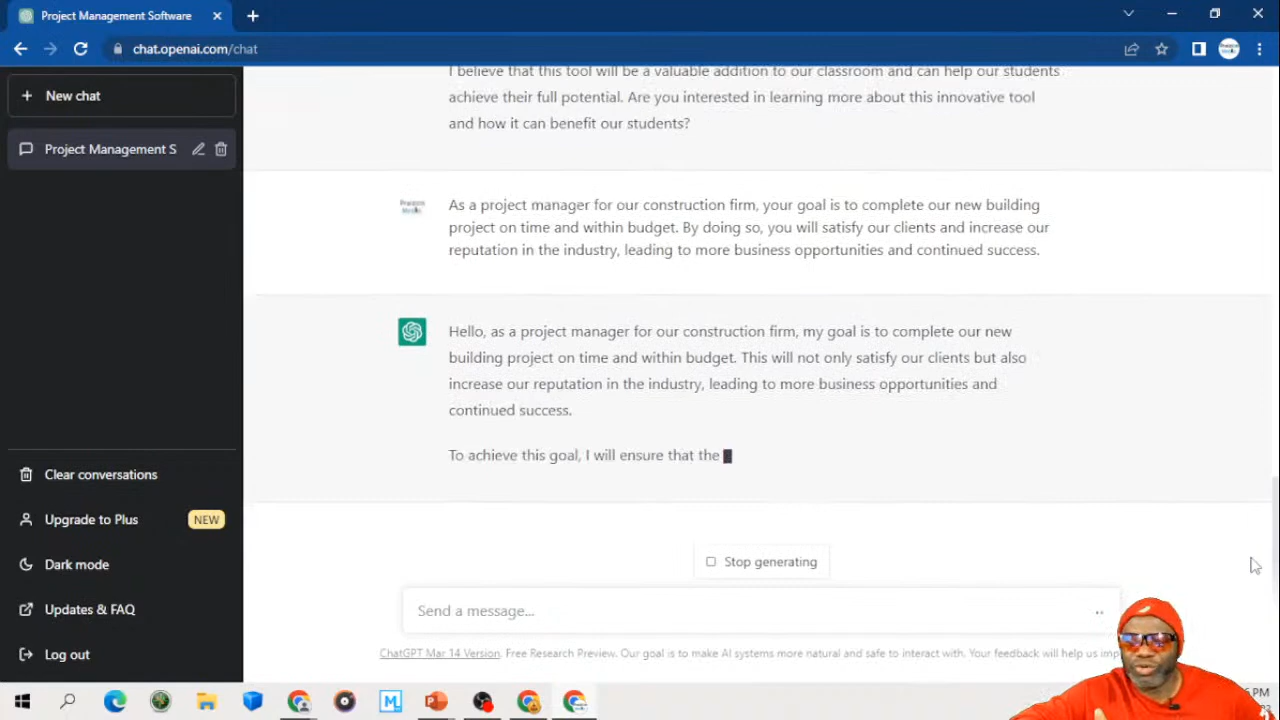 Project Management Software
chat.openai.com/chat
New chat
Project Management S
I believe that this tool will be a valuable addition to our classroom and can help our students
achieve their full potential. Are you interested in learning more about this innovative tool
and how it can benefit our students?
As a project manager for our construction firm, your goal is to complete our new building
project on time and within budget. By doing so, you will satisfy our clients and increase our
reputation in the industry, leading to more business opportunities and continued success.
Hello, as a project manager for our construction firm, my goal is to complete our new
building project on time and within budget. This will not only satisfy our clients but also
increase our reputation in the industry, leading to more business opportunities and
continued success.
To achieve this goal, I will ensure that the
Clear conversations
Upgrade to Plus NEW
Dark mode
Updates & FAQ
Log out
Stop generating
Send a message...
ChatGPT Mar 14 Version. Free Research Preview. Our goal is to make AI systems more natural and safe to interact with. Your feedback will help us
PM